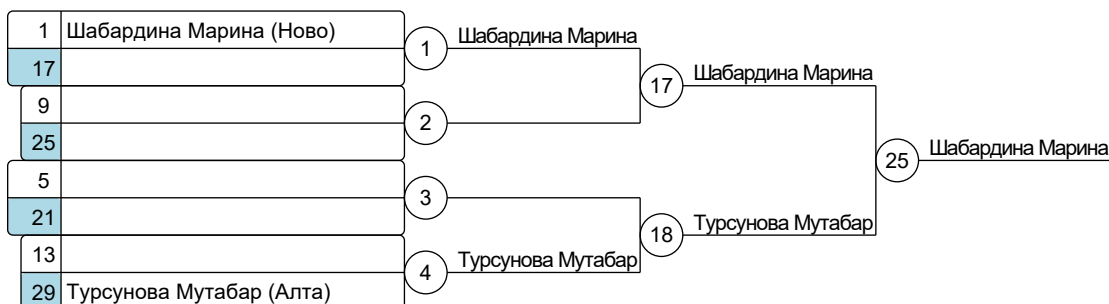 1 Шабардина Марина (Ново)
17
9
25
5
21
13
29 Турсунова Мутабар (Алта)
1 Шабардина Марина
2
3
4 Турсунова Мутабар
17 Шабардина Марина
18 Турсунова Мутабар
25 Шабардина Марина